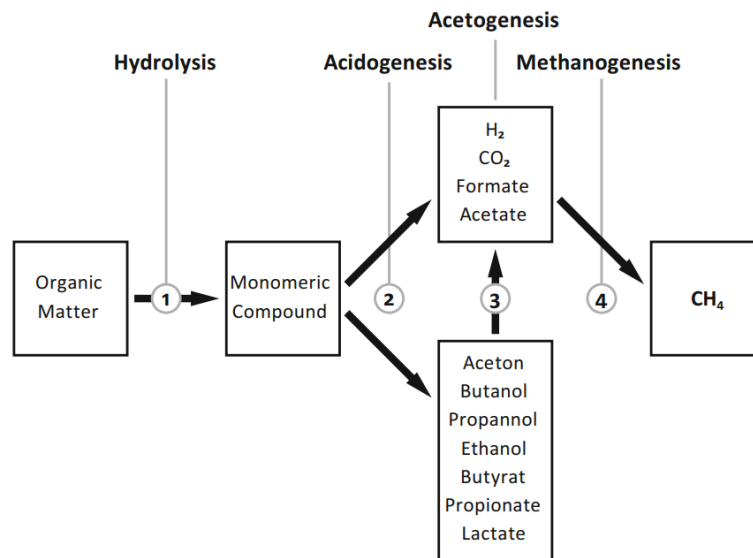 Acetogenesis
Hydrolysis
Acidogenesis
Methanogenesis
H₂
CO₂
Formate
Acetate
Organic
Matter
1
Monomeric
Compound
2
3
4
CH₄
Aceton
Butanol
Propannol
Ethanol
Butyrat
Propionate
Lactate